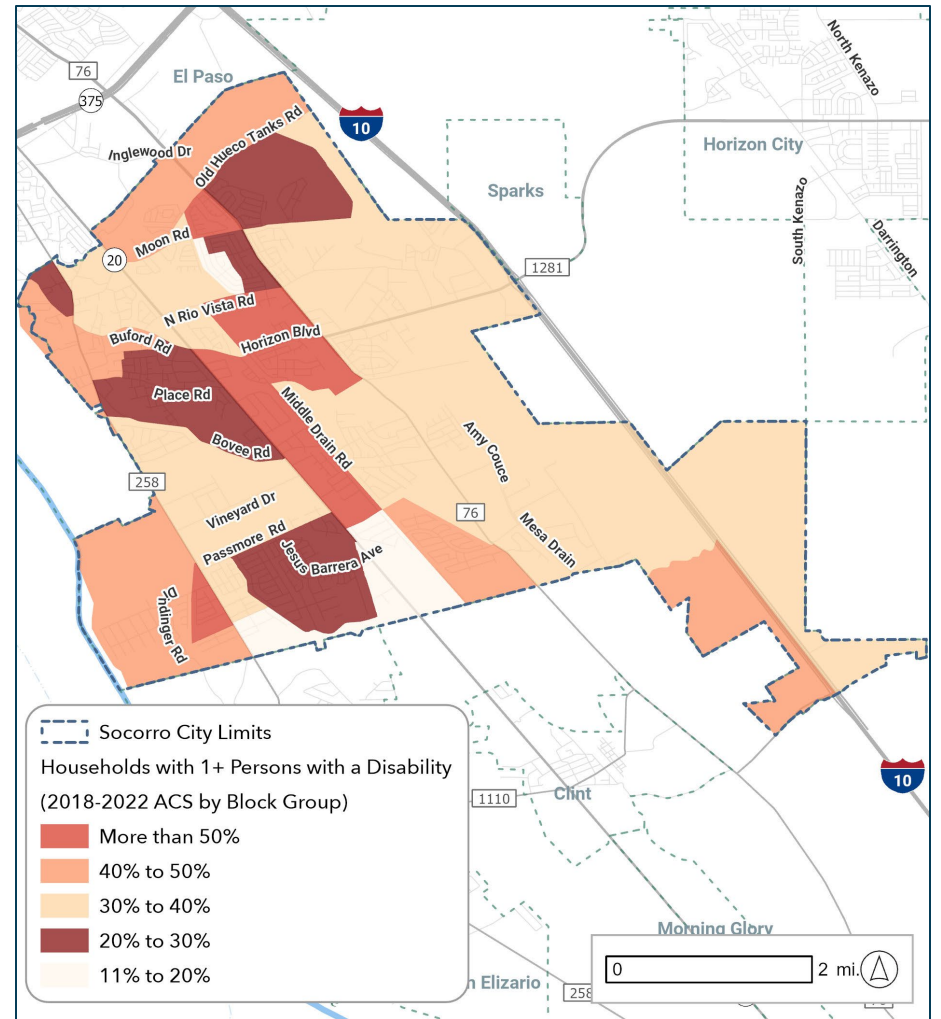 North Kenazo
76
El Paso
375
10
Old Hueco Tanks Rd
Inglewood Dr
Horizon City
Sparks
South Kenazo
Darrington
Moon Rd
20
1281
N Rio Vista Rd
Buford Rd
Horizon Blvd
Place Rd
Middle Drain Rd
Bovee Rd
Amy Couce
258
Vineyard Dr
76
Passmore Rd
Mesa Drain
Jesus Barrera Ave
Dindinger Rd
Socorro City Limits
Households with 1+ Persons with a Disability
(2018-2022 ACS by Block Group)
More than 50%
40% to 50%
30% to 40%
20% to 30%
11% to 20%
10
1110
Clint
Morning Glory
0
2 mi.
n Elizario
258